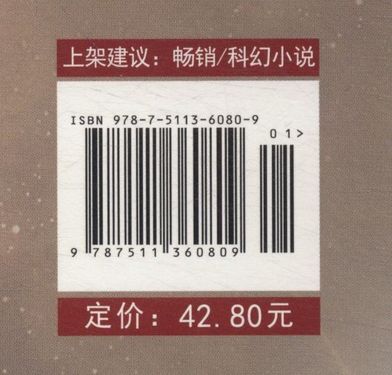 上架建议：畅销/科幻小说
ISBN 978-7-5113-6080-9
01>
9 787511 360809
定价：42.80元